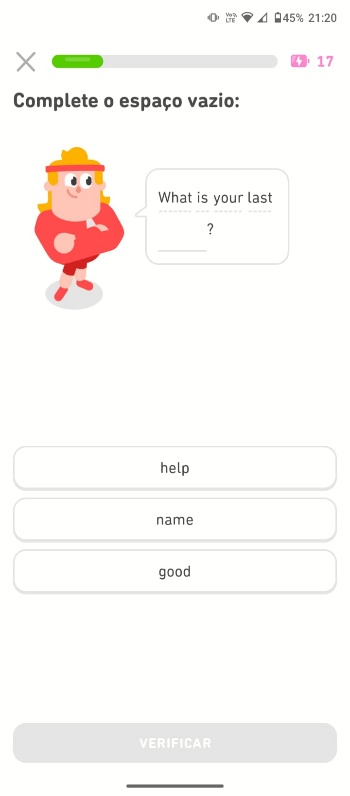 45% 21:20
17
Complete o espaço vazio:
What is your last
?
help
name
good
VERIFICAR